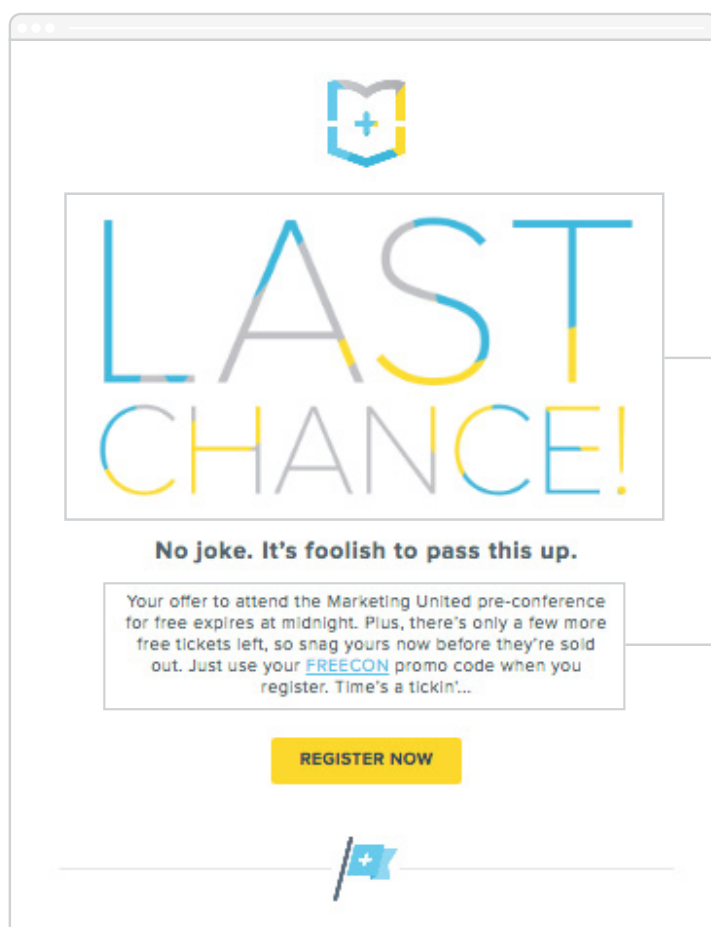 LAST
CHANCE!
No joke. It's foolish to pass this up.
Your offer to attend the Marketing United pre-conference
for free expires at midnight. Plus, there's only a few more
free tickets left, so snag yours now before they're sold
out. Just use your FREECON promo code when you
register. Time's a tickin'...
REGISTER NOW